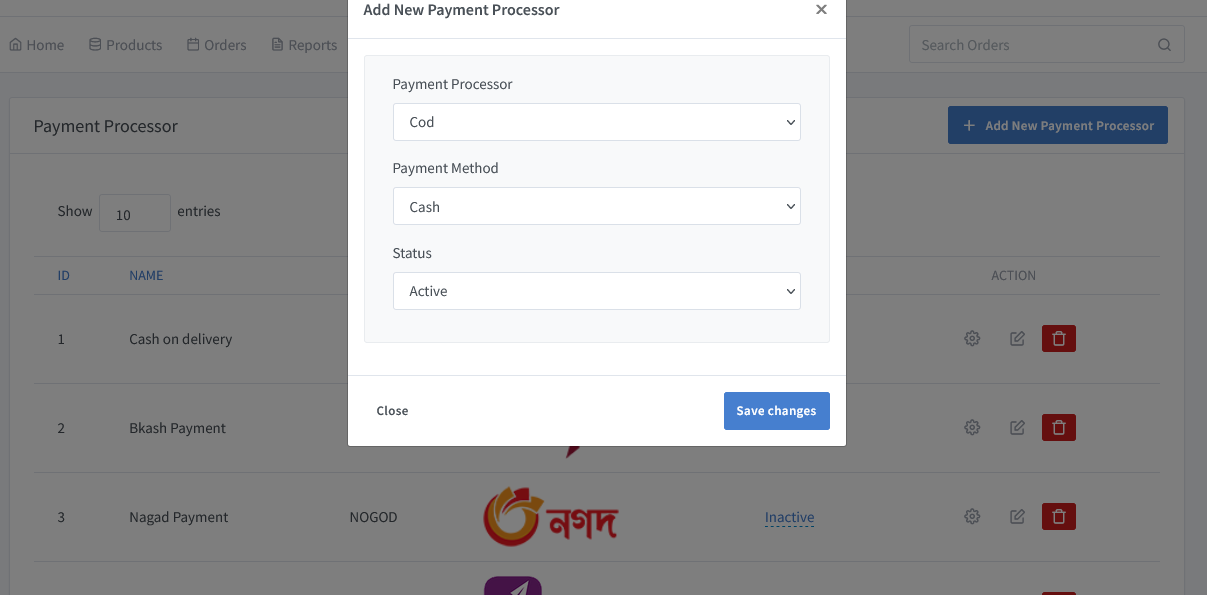 Add New Payment Processor
Home Products Orders Reports
Search Orders
Payment Processor
Add New Payment Processor
Payment Processor
Cod
Payment Method
Cash
Status
Active
Close Save changes
Show 10 entries
ID NAME ACTION
1 Cash on delivery
2 Bkash Payment
3 Nagad Payment NOGOD নগদ Inactive